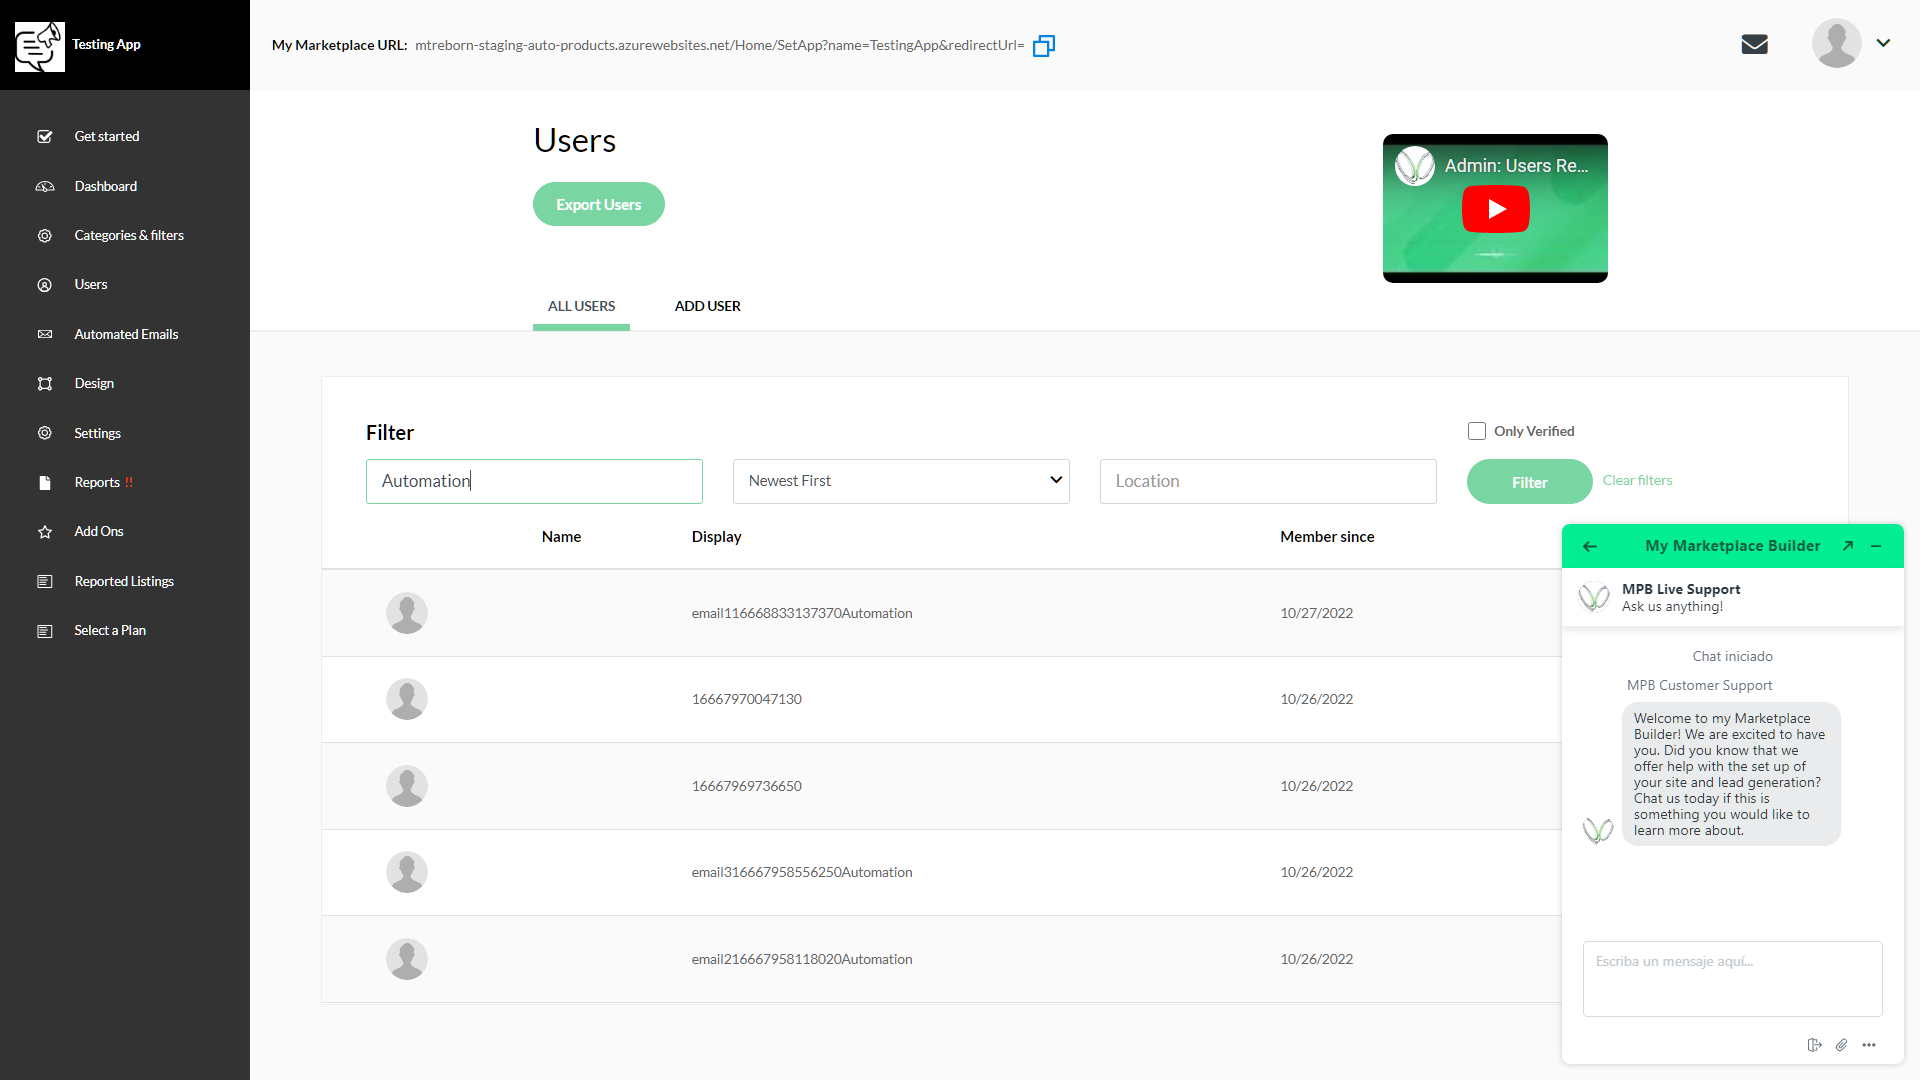 Testing App
My Marketplace URL: mtreborn-staging-auto-products.azurewebsites.net/Home/SetApp?name=TestingApp&redirectUrl=
Get started
Dashboard
Categories & filters
Users
Automated Emails
Design
Settings
Reports !!
Add Ons
Reported Listings
Select a Plan
Users
Export Users
Admin: Users Re...
ALL USERS
ADD USER
Filter
Only Verified
Automation
Newest First
Location
Filter
Clear filters
Name
Display
Member since
email116668833137370Automation
10/27/2022
16667970047130
10/26/2022
16667969736650
10/26/2022
email316667958556250Automation
10/26/2022
email216667958118020Automation
10/26/2022
My Marketplace Builder
MPB Live Support
Ask us anything!
Chat iniciado
MPB Customer Support
Welcome to my Marketplace
Builder! We are excited to have
you. Did you know that we
offer help with the set up of
your site and lead generation?
Chat us today if this is
something you would like to
learn more about.
Escriba un mensaje aquí...